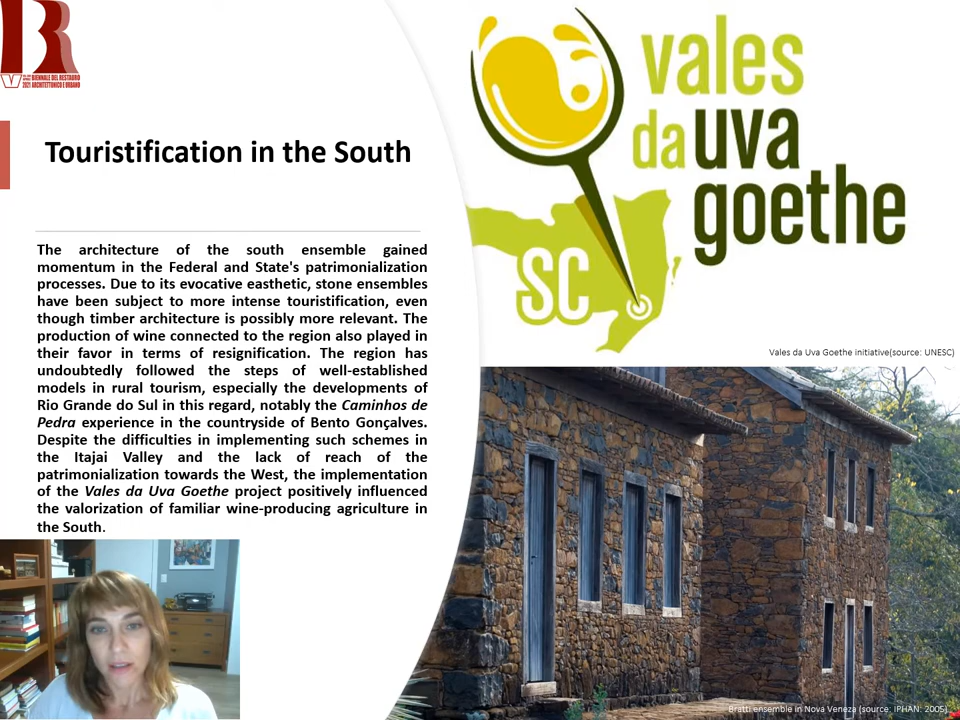 BR
BIENNALE DEL RESTAURO
2021 ARCHITETTONICO E URBANO
Touristification in the South
The architecture of the south ensemble gained
momentum in the Federal and State's patrimonialization
processes. Due to its evocative easthetic, stone ensembles
have been subject to more intense touristification, even
though timber architecture is possibly more relevant. The
production of wine connected to the region also played in
their favor in terms of resignification. The region has
undoubtedly followed the steps of well-established
models in rural tourism, especially the developments of
Rio Grande do Sul in this regard, notably the Caminhos de
Pedra experience in the countryside of Bento Gonçalves.
Despite the difficulties in implementing such schemes in
the Itajai Valley and the lack of reach of the
patrimonialization towards the West, the implementation
of the Vales da Uva Goethe project positively influenced
the valorization of familiar wine-producing agriculture in
the South.
vales
da uva
goethe
SC
Vales da Uva Goethe initiative(source: UNESC)
Bratti ensemble in Nova Veneza (source: IPHAN: 2005)